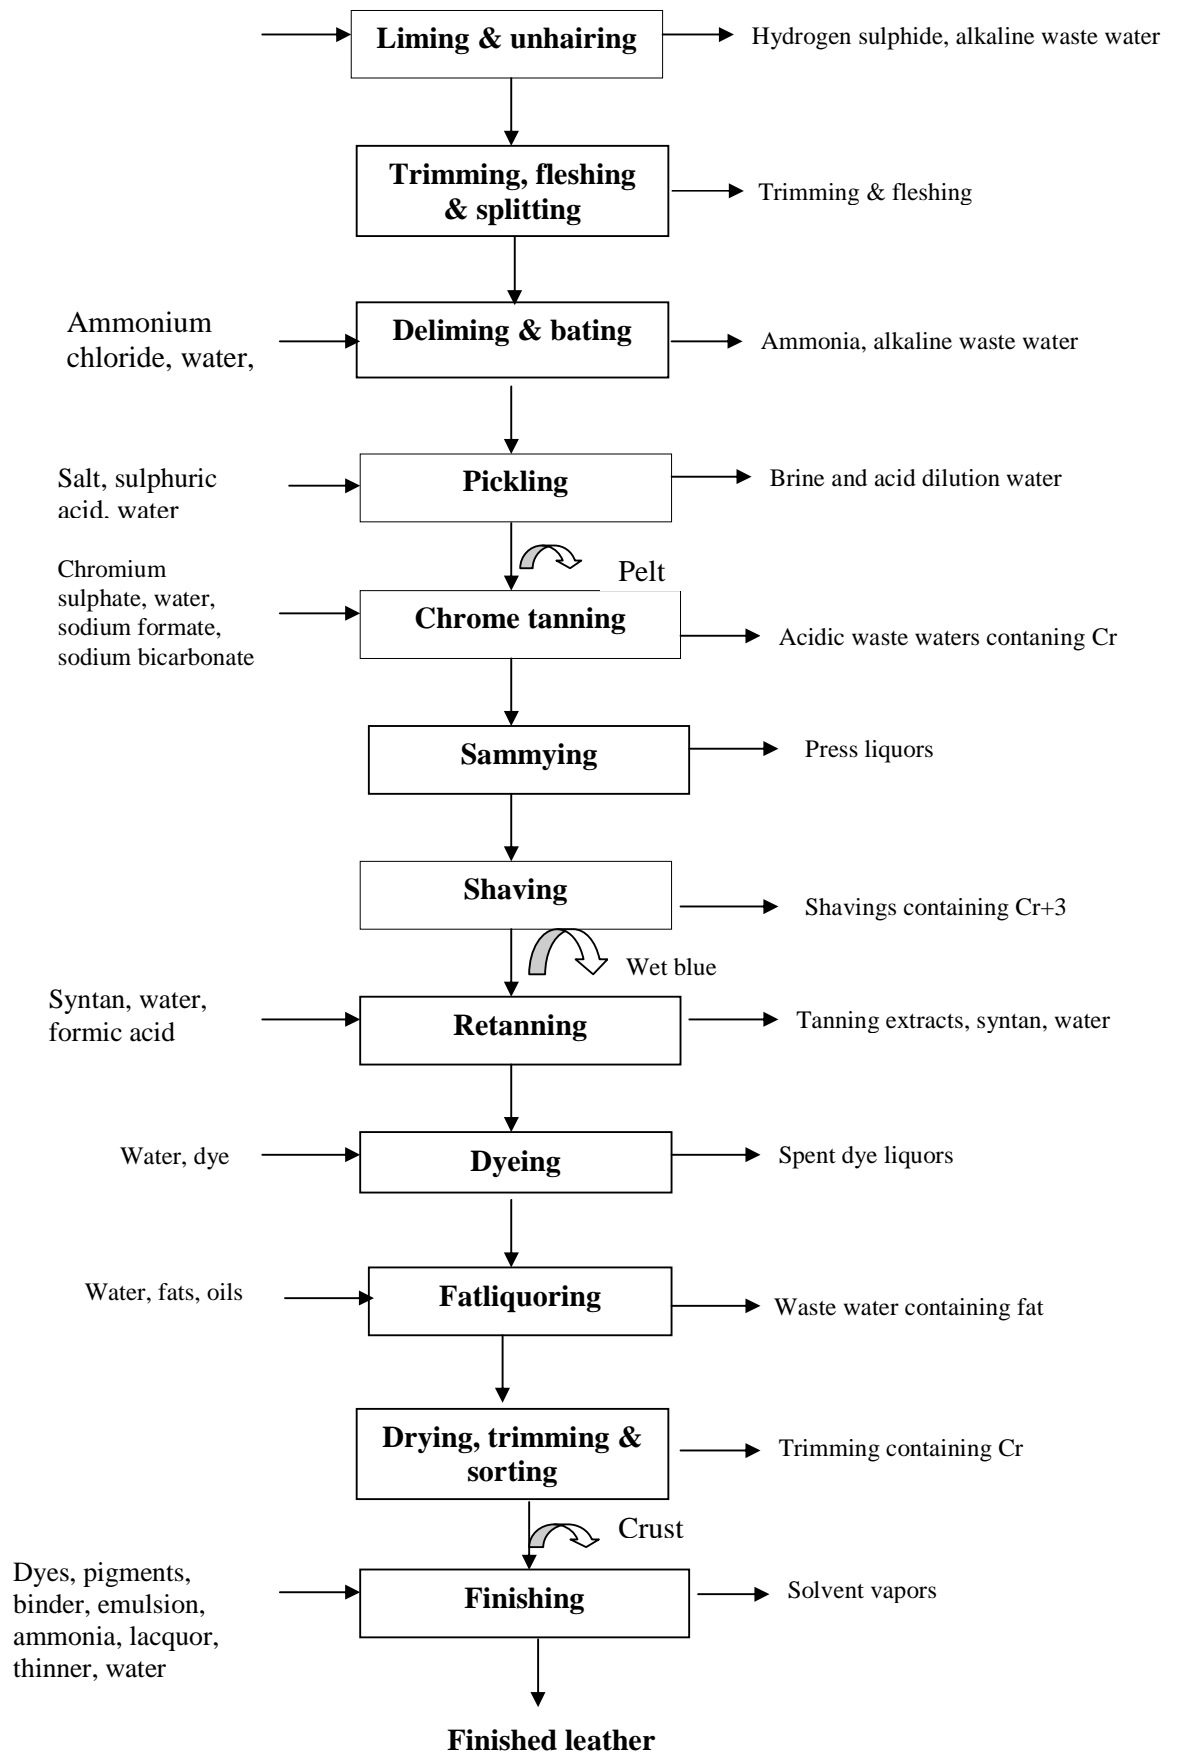 Liming & unhairing
Hydrogen sulphide, alkaline waste water
Trimming, fleshing
& splitting
Trimming & fleshing
Ammonium
chloride, water,
Deliming & bating
Ammonia, alkaline waste water
Salt, sulphuric
acid, water
Pickling
Brine and acid dilution water
Pelt
Chromium
sulphate, water,
sodium formate,
sodium bicarbonate
Chrome tanning
Acidic waste waters contaning Cr
Sammying
Press liquors
Shaving
Shavings containing Cr+3
Wet blue
Syntan, water,
formic acid
Retanning
Tanning extracts, syntan, water
Water, dye
Dyeing
Spent dye liquors
Water, fats, oils
Fatliquoring
Waste water containing fat
Drying, trimming &
sorting
Trimming containing Cr
Crust
Dyes, pigments,
binder, emulsion,
ammonia, lacquor,
thinner, water
Finishing
Solvent vapors
Finished leather